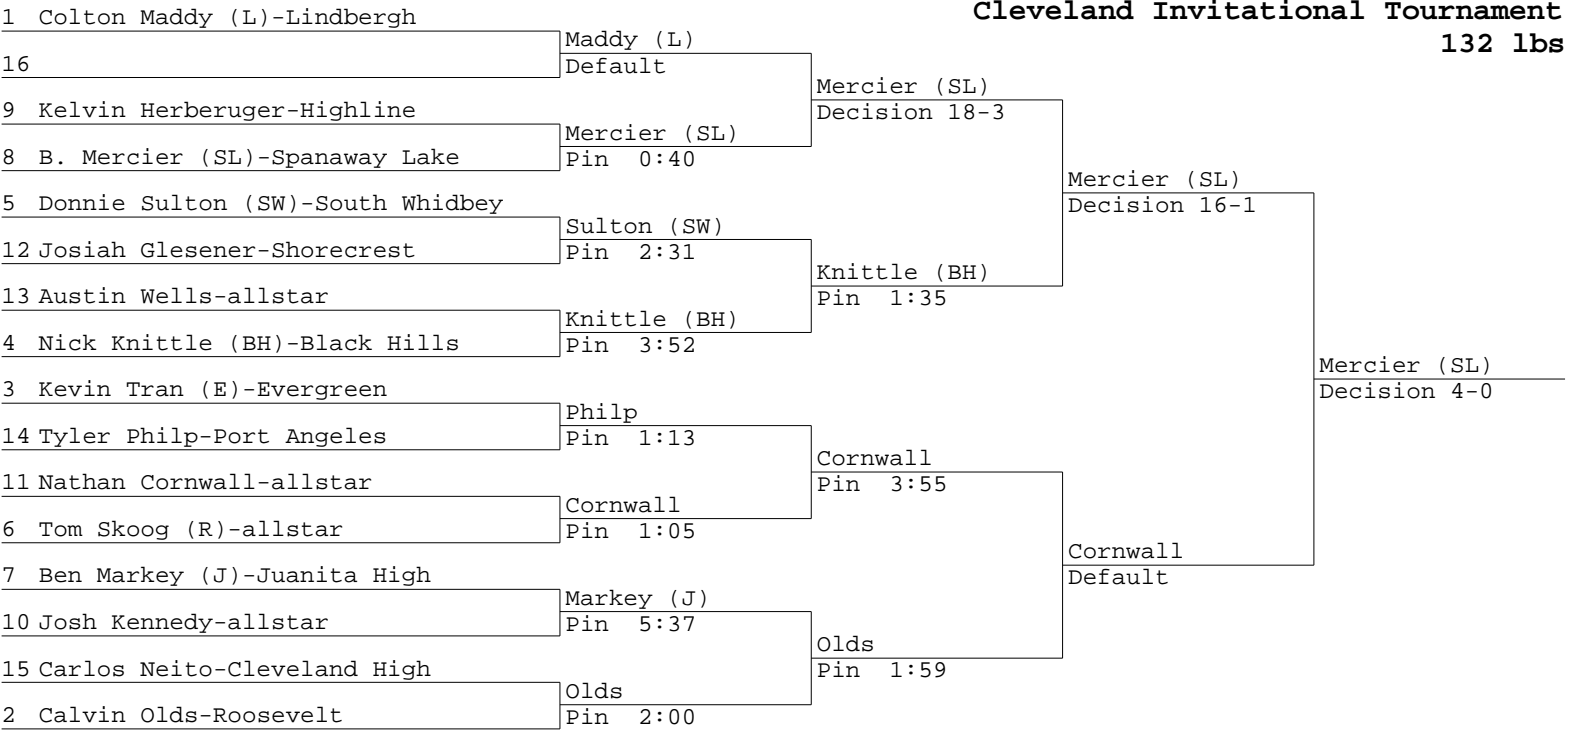 Cleveland Invitational Tournament
132 lbs
1 Colton Maddy (L)-Lindbergh
Maddy (L)
Default
16
Mercier (SL)
Decision 18-3
9 Kelvin Herberuger-Highline
Mercier (SL)
Pin 0:40
8 B. Mercier (SL)-Spanaway Lake
Mercier (SL)
Decision 16-1
5 Donnie Sulton (SW)-South Whidbey
Sulton (SW)
Pin 2:31
12 Josiah Glesener-Shorecrest
Knittle (BH)
Pin 1:35
13 Austin Wells-allstar
Knittle (BH)
Pin 3:52
4 Nick Knittle (BH)-Black Hills
Mercier (SL)
Decision 4-0
3 Kevin Tran (E)-Evergreen
Philp
Pin 1:13
14 Tyler Philp-Port Angeles
Cornwall
Pin 3:55
11 Nathan Cornwall-allstar
Cornwall
Pin 1:05
6 Tom Skoog (R)-allstar
Cornwall
Default
7 Ben Markey (J)-Juanita High
Markey (J)
Pin 5:37
10 Josh Kennedy-allstar
Olds
Pin 1:59
15 Carlos Neito-Cleveland High
Olds
Pin 2:00
2 Calvin Olds-Roosevelt